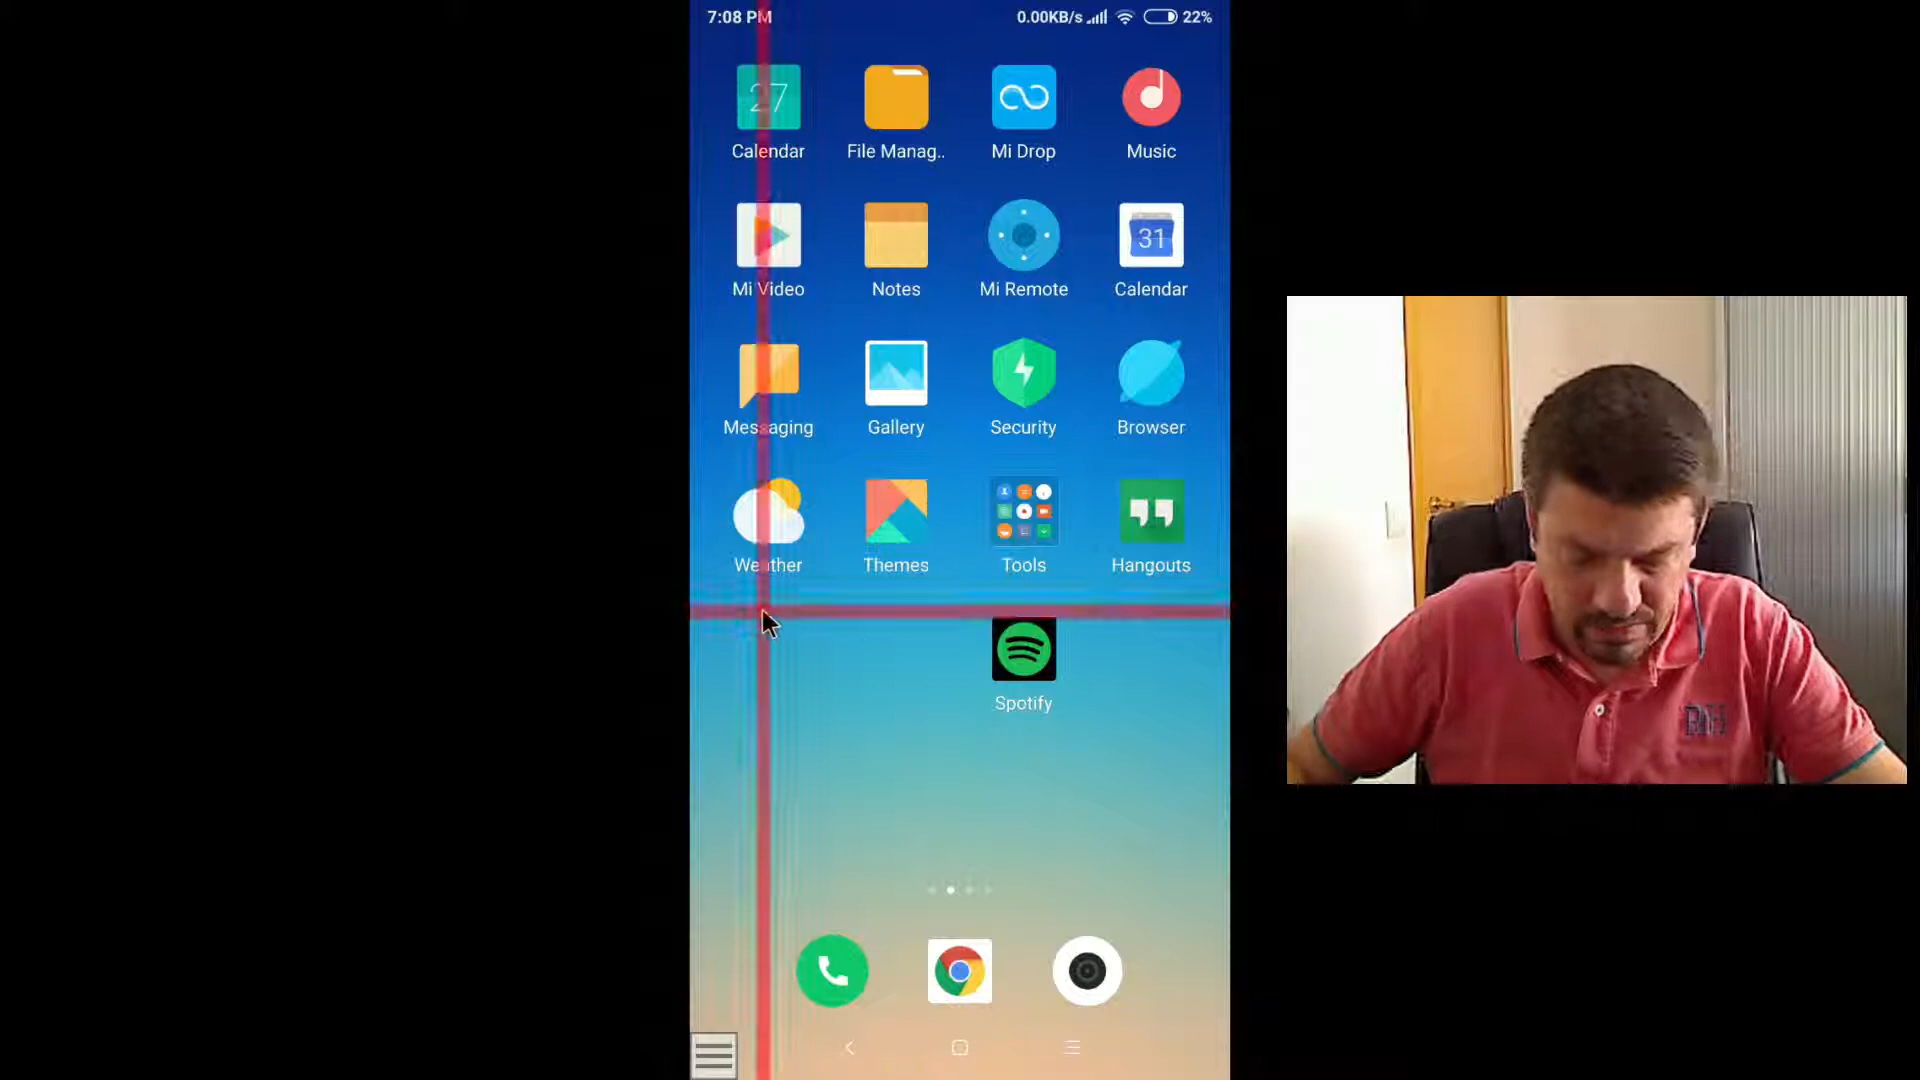 7:08 PM 0.00KB/s 22%
27
Calendar File Manag.. Mi Drop Music
31
Mi Video Notes Mi Remote Calendar
Messaging Gallery Security Browser
Weather Themes Tools Hangouts
Spotify